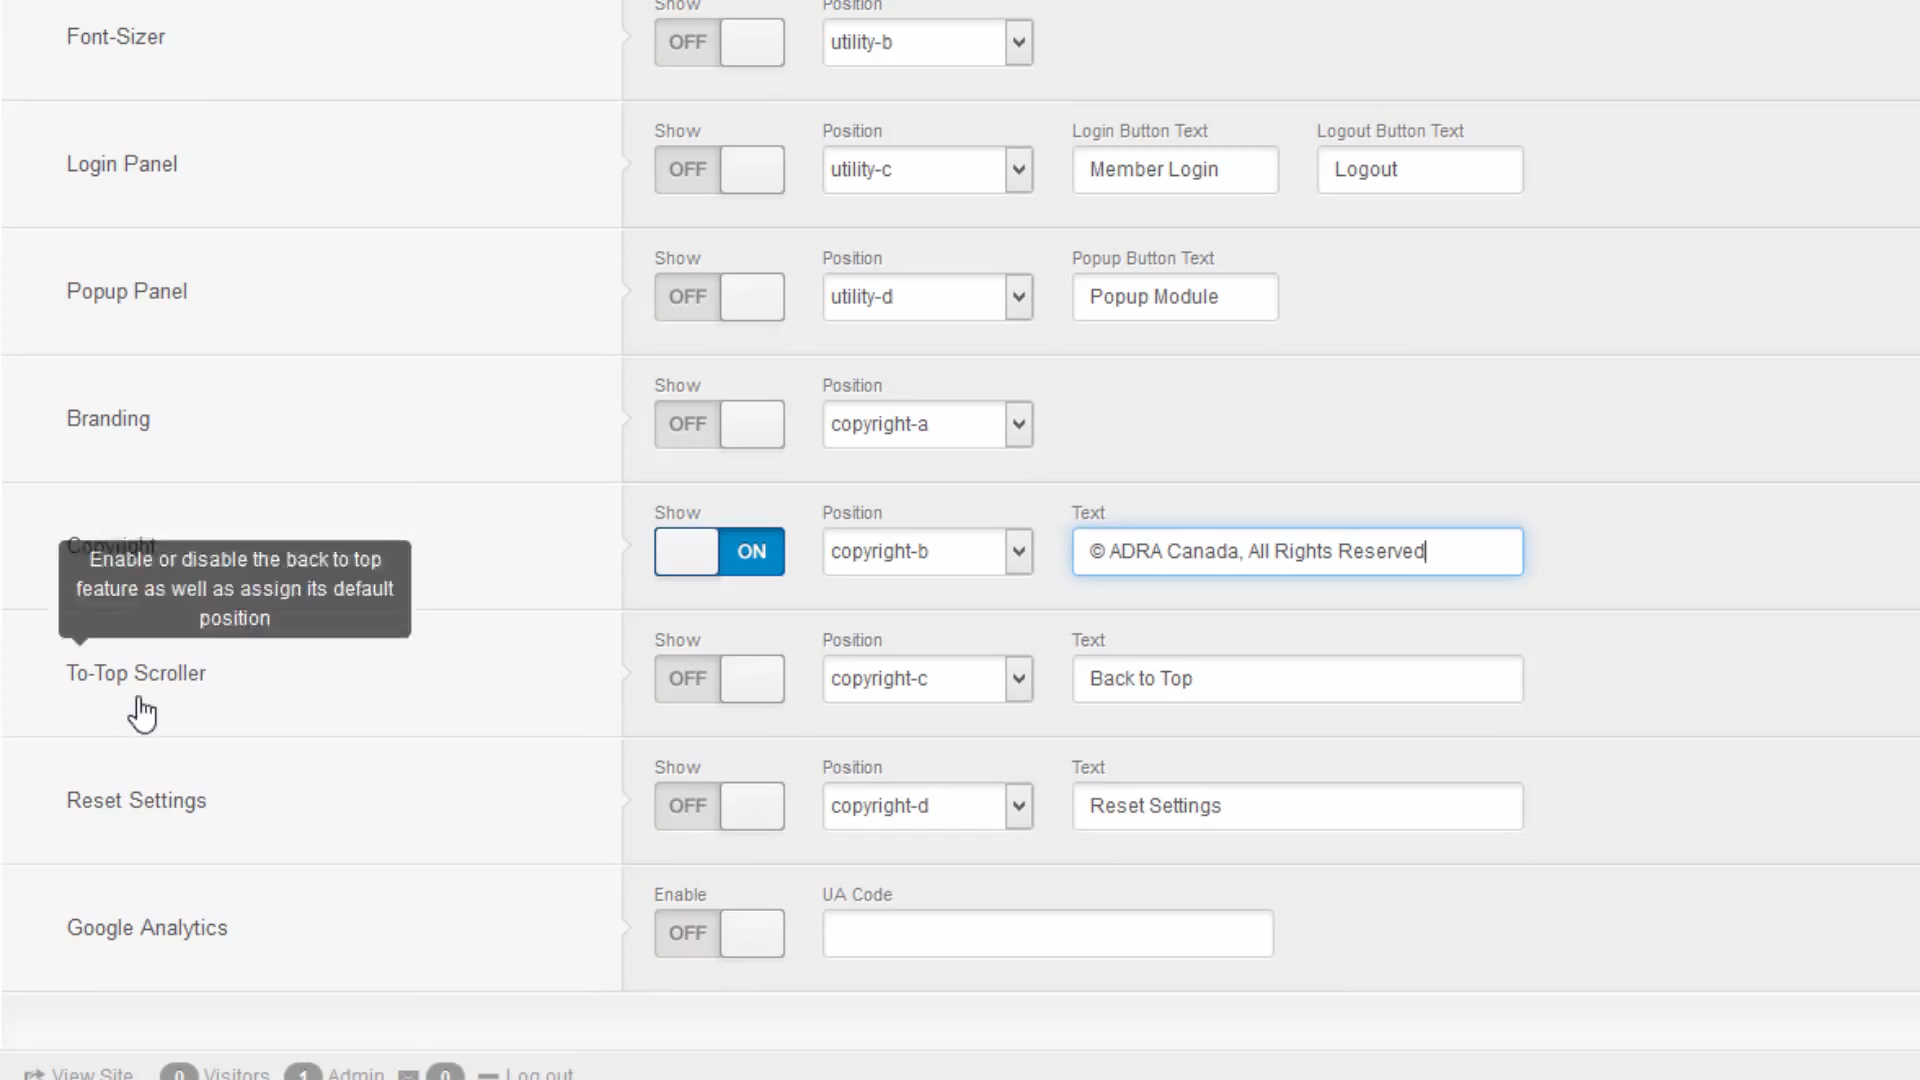 Show
Position
Font-Sizer
OFF
utility-b
Show
Position
Login Button Text
Logout Button Text
Login Panel
OFF
utility-c
Member Login
Logout
Show
Position
Popup Button Text
Popup Panel
OFF
utility-d
Popup Module
Show
Position
Branding
OFF
copyright-a
Show
Position
Text
Copyright
ON
copyright-b
© ADRA Canada, All Rights Reserved
Enable or disable the back to top
feature as well as assign its default
position
Show
Position
Text
To-Top Scroller
OFF
copyright-c
Back to Top
Show
Position
Text
Reset Settings
OFF
copyright-d
Reset Settings
Enable
UA Code
Google Analytics
OFF
View Site
0 Visitors
1 Admin
0
Log out